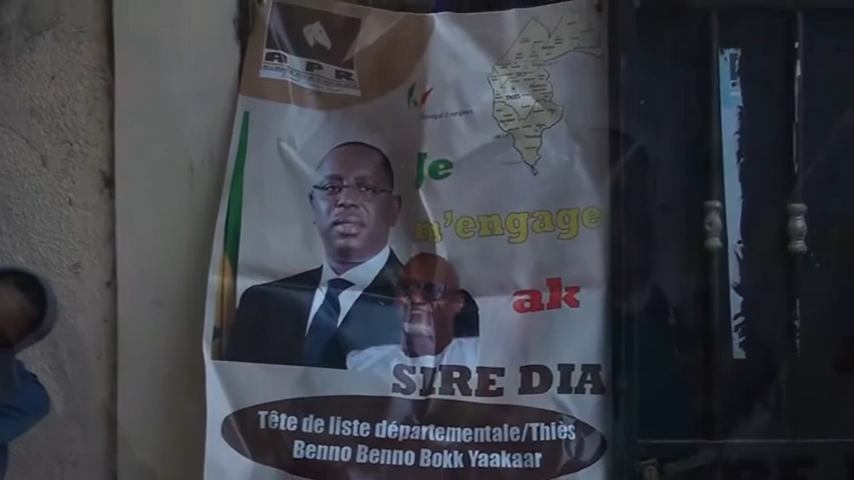 APR
Je
m'engage
ak
SIRE DIA
Tête de liste départementale/Thiès
Benno Benno Bokk Yaakaar